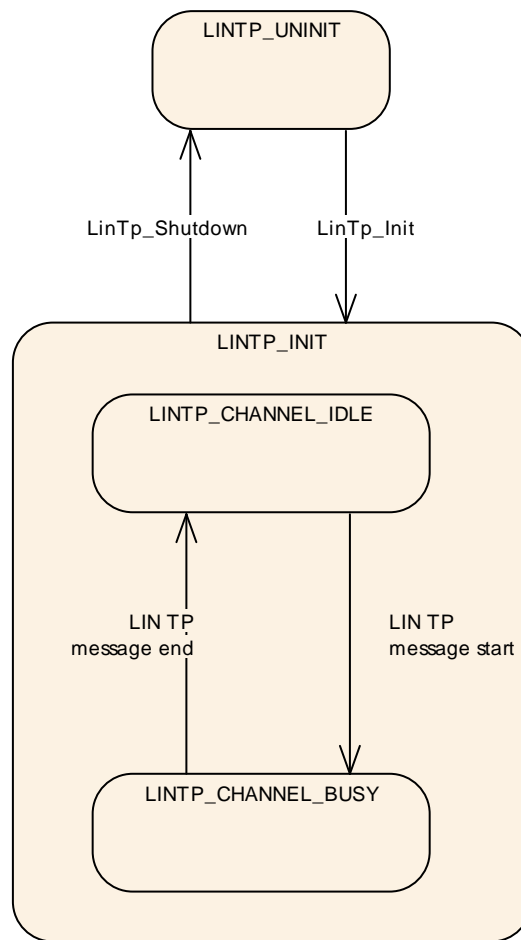 LINTP_UNINIT
LinTp_Shutdown
LinTp_Init
LINTP_INIT
LINTP_CHANNEL_IDLE
LIN TP
message end
LIN TP
message start
LINTP_CHANNEL_BUSY